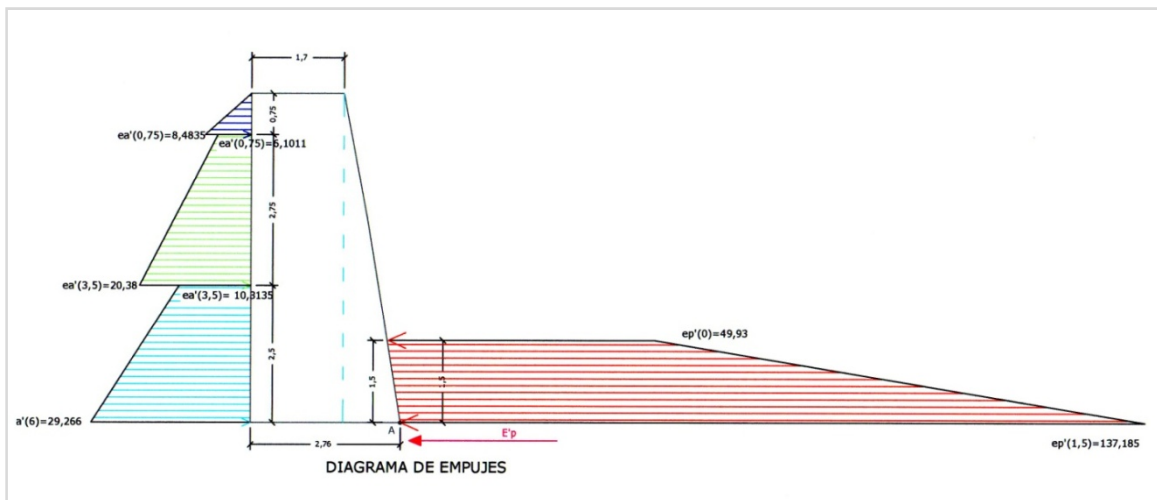 1,7
0,75
ea'(0,75)=8,4835
ea'(0,75)=6,1011
2,75
ea'(3,5)=20,38
ea'(3,5)= 10,3135
2,5
ep'(0)=49,93
1,5
1,5
a'(6)=29,266
A
E'p
2,76
ep'(1,5)=137,185
DIAGRAMA DE EMPUJES